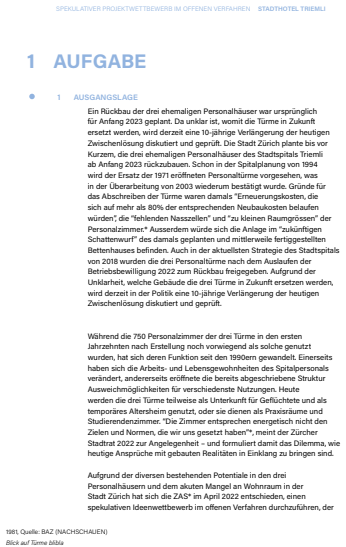 SPEKULATIVER PROJEKTWETTBEWERB IM OFFENEN VERFAHREN STADTHOTEL TRIEMLI
1 AUFGABE
1 AUSGANGSLAGE
Ein Rückbau der drei ehemaligen Personalhäuser war ursprünglich
für Anfang 2023 geplant. Da unklar ist, womit die Türme in Zukunft
ersetzt werden, wird derzeit eine 10-jährige Verlängerung der heutigen
Zwischenlösung diskutiert und geprüft. Die Stadt Zürich plante bis vor
Kurzem, die drei ehemaligen Personalhäuser des Stadtspitals Triemli
ab Anfang 2023 rückzubauen. Schon in der Spitalplanung von 1994
wird der Ersatz der 1971 eröffneten Personaltürme vorgesehen, was
in der Überarbeitung von 2003 wiederum bestätigt wurde. Gründe für
das Abschreiben der Türme waren damals "Erneuerungskosten, die
sich auf mehr als 80% der entsprechenden Neubaukosten belaufen
würden", die "fehlenden Nasszellen" und "zu kleinen Raumgrössen" der
Personalzimmer.* Ausserdem würde sich die Anlage im "zukünftigen
Schattenwurf" des damals geplanten und mittlerweile fertiggestellten
Bettenhauses befinden. Auch in der aktuellsten Strategie des Stadtspitals
von 2018 wurden die drei Personaltürme nach dem Auslaufen der
Betriebsbewilligung 2022 zum Rückbau freigegeben. Aufgrund der
Unklarheit, welche Gebäude die drei Türme in Zukunft ersetzen werden,
wird derzeit in der Politik eine 10-jährige Verlängerung der heutigen
Zwischenlösung diskutiert und geprüft.
Während die 750 Personalzimmer der drei Türme in den ersten
Jahrzehnten nach Erstellung noch vorwiegend als solche genutzt
wurden, hat sich deren Funktion seit den 1990ern gewandelt. Einerseits
haben sich die Arbeits- und Lebensgewohnheiten des Spitalpersonals
verändert, andererseits eröffnete die bereits abgeschriebene Struktur
Ausweichmöglichkeiten für verschiedenste Nutzungen. Heute
werden die drei Türme teilweise als Unterkunft für Geflüchtete und als
temporäres Altersheim genutzt, oder sie dienen als Praxisräume und
Studierendenzimmer. "Die Zimmer entsprechen energetisch nicht den
Zielen und Normen, die wir uns gesetzt haben"*, meint der Zürcher
Stadtrat 2022 zur Angelegenheit – und formuliert damit das Dilemma, wie
heutige Ansprüche mit gebauten Realitäten in Einklang zu bringen sind.
Aufgrund der diversen bestehenden Potentiale in den drei
Personalhäusern und dem akuten Mangel an Wohnraum in der
Stadt Zürich hat sich die ZAS* im April 2022 entschieden, einen
spekulativen Ideenwettbewerb im offenen Verfahren durchzuführen, der
1981, Quelle: BAZ (NACHSCHAUEN)
Blick auf Türme blibla